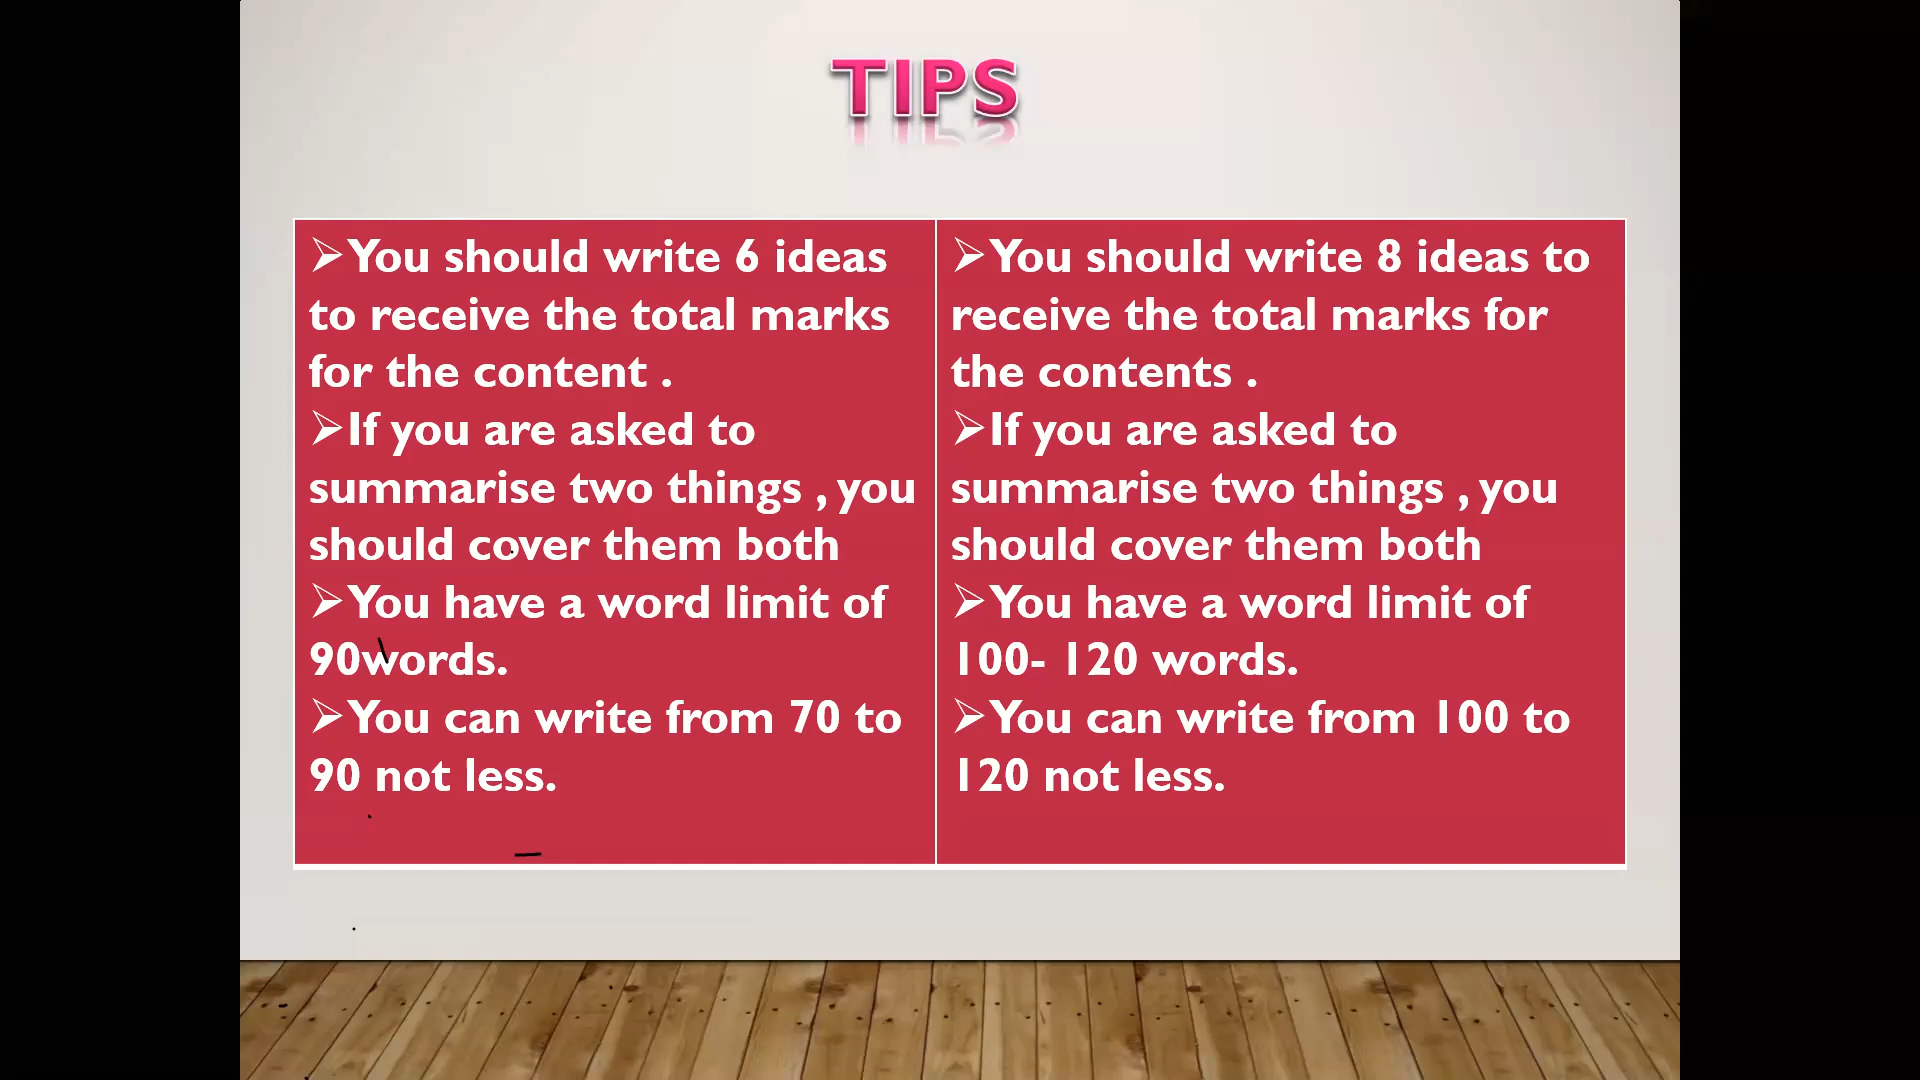 TIPS
➢You should write 6 ideas
to receive the total marks
for the content .
➢If you are asked to
summarise two things , you
should cover them both
➢You have a word limit of
90words.
➢You can write from 70 to
90 not less.
➢You should write 8 ideas to
receive the total marks for
the contents .
➢If you are asked to
summarise two things , you
should cover them both
➢You have a word limit of
100- 120 words.
➢You can write from 100 to
120 not less.